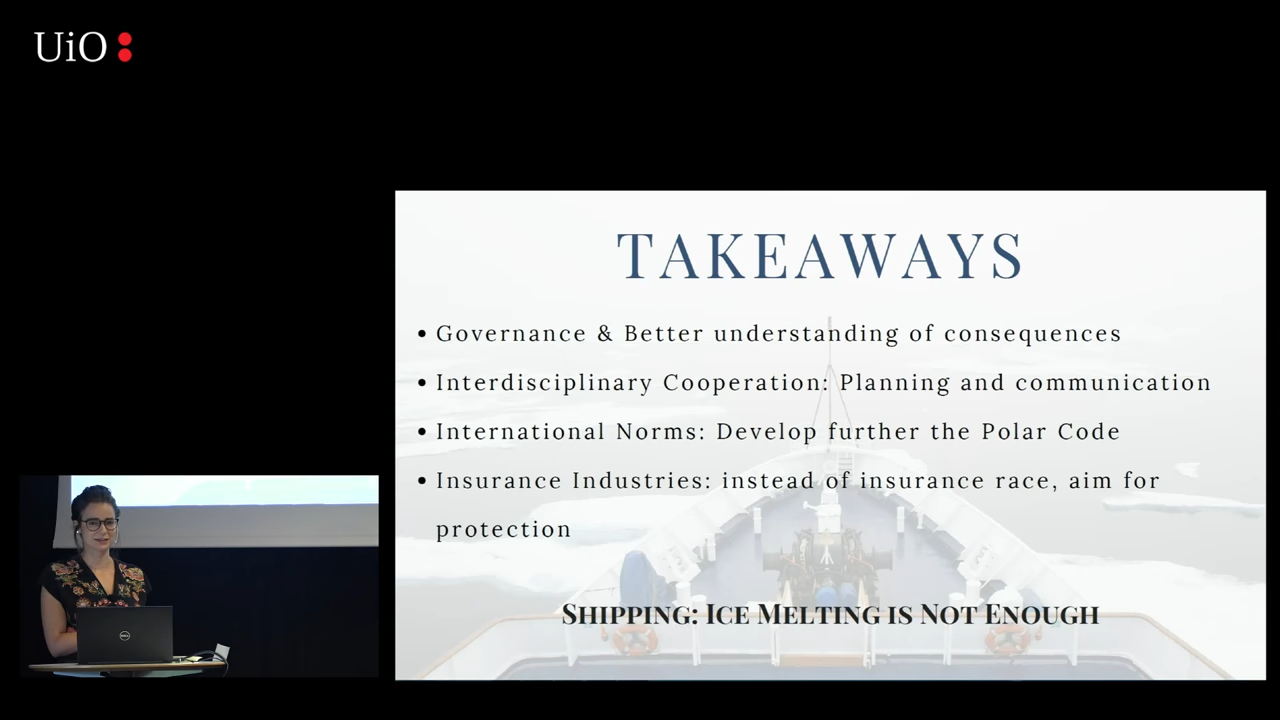 UiO
TAKEAWAYS
• Governance & Better understanding of consequences
• Interdisciplinary Cooperation: Planning and communication
• International Norms: Develop further the Polar Code
• Insurance Industries: instead of insurance race, aim for
protection
SHIPPING: ICE MELTING IS NOT ENOUGH
DELL